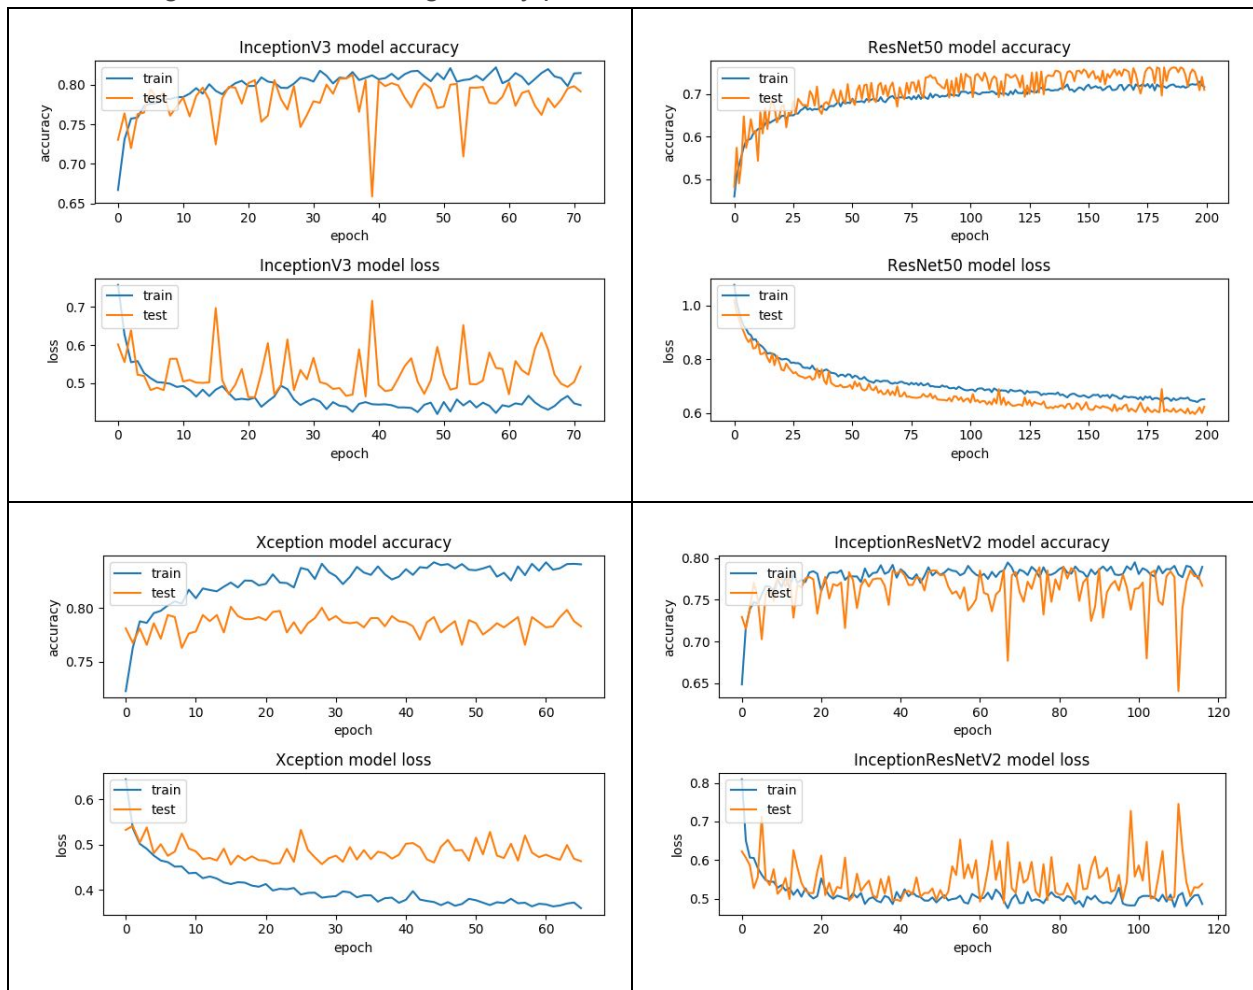 InceptionV3 model accuracy
train
test
0.80
0.75
0.70
0.65
accuracy
0 10 20 30 40 50 60 70
epoch
InceptionV3 model loss
train
test
0.7
0.6
0.5
loss
0 10 20 30 40 50 60 70
epoch
ResNet50 model accuracy
train
test
0.7
0.6
0.5
accuracy
0 25 50 75 100 125 150 175 200
epoch
ResNet50 model loss
train
test
1.0
0.8
0.6
loss
0 25 50 75 100 125 150 175 200
epoch
Xception model accuracy
train
test
0.80
0.75
accuracy
0 10 20 30 40 50 60
epoch
Xception model loss
train
test
0.6
0.5
0.4
loss
0 10 20 30 40 50 60
epoch
InceptionResNetV2 model accuracy
train
test
0.80
0.75
0.70
0.65
accuracy
0 20 40 60 80 100 120
epoch
InceptionResNetV2 model loss
train
test
0.8
0.7
0.6
0.5
loss
0 20 40 60 80 100 120
epoch